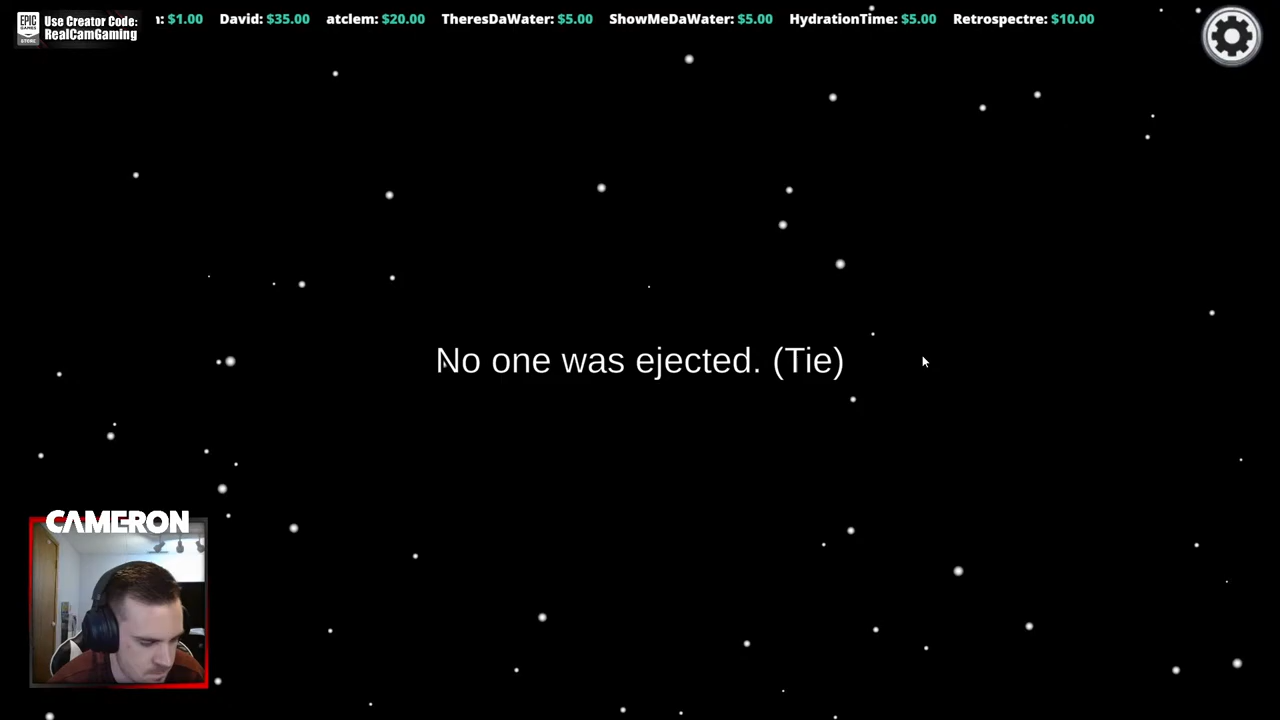 EPIC GAMES STORE
Use Creator Code: RealCamGaming
n: $1.00 David: $35.00 atclem: $20.00 TheresDaWater: $5.00 ShowMeDaWater: $5.00 HydrationTime: $5.00 Retrospectre: $10.00
No one was ejected. (Tie)
CAMERON